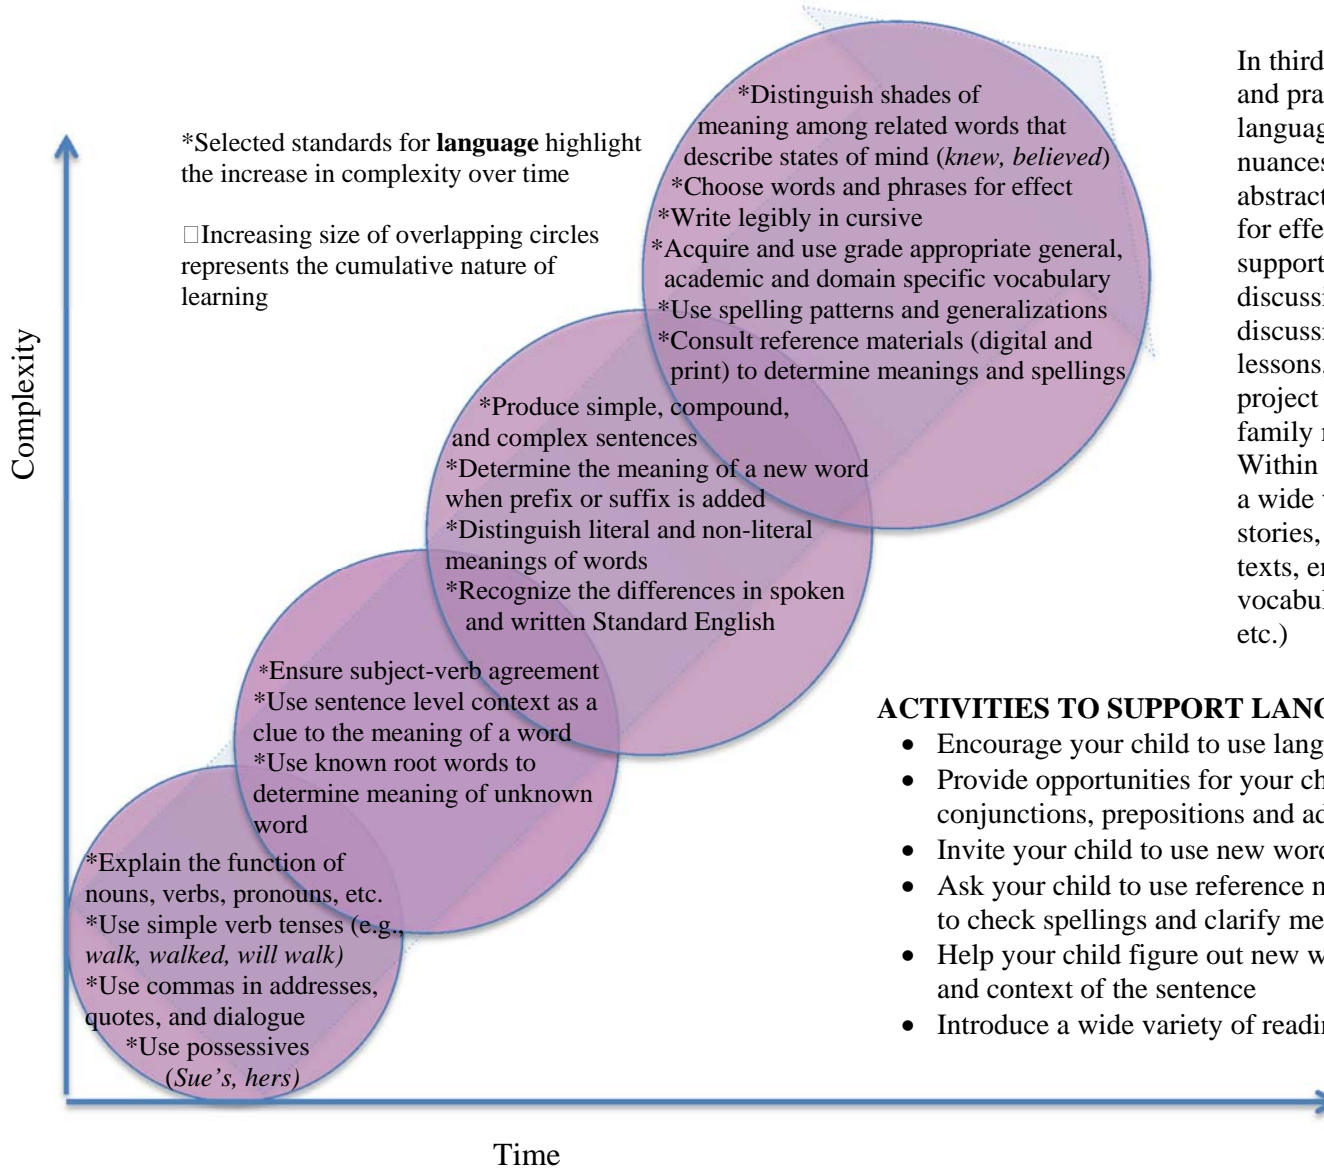 *Selected standards for language highlight
the increase in complexity over time
□Increasing size of overlapping circles
represents the cumulative nature of
learning
Complexity
*Distinguish shades of
meaning among related words that
describe states of mind (knew, believed)
*Choose words and phrases for effect
*Write legibly in cursive
*Acquire and use grade appropriate general,
academic and domain specific vocabulary
*Use spelling patterns and generalizations
*Consult reference materials (digital and
print) to determine meanings and spellings
*Produce simple, compound,
and complex sentences
*Determine the meaning of a new word
when prefix or suffix is added
*Distinguish literal and non-literal
meanings of words
*Recognize the differences in spoken
and written Standard English
*Ensure subject-verb agreement
*Use sentence level context as a
clue to the meaning of a word
*Use known root words to
determine meaning of unknown
word
*Explain the function of
nouns, verbs, pronouns, etc.
*Use simple verb tenses (e.g.,
walk, walked, will walk)
*Use commas in addresses,
quotes, and dialogue
*Use possessives
(Sue's, hers)
Time
In third
and pra
languag
nuances
abstract
for effe
support
discussi
discussi
lessons,
project
family
Within
a wide
stories,
texts, e
vocabul
etc.)
ACTIVITIES TO SUPPORT LANG
• Encourage your child to use lang
• Provide opportunities for your ch
conjunctions, prepositions and ad
• Invite your child to use new word
• Ask your child to use reference
to check spellings and clarify me
• Help your child figure out new w
and context of the sentence
• Introduce a wide variety of readi